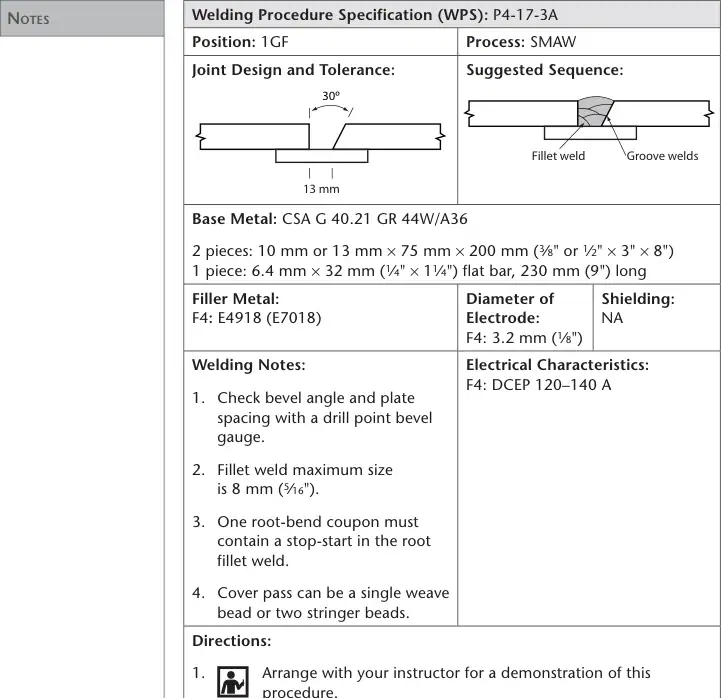 NOTES
Welding Procedure Specification (WPS): P4-17-3A
Position: 1GF
Process: SMAW
Joint Design and Tolerance:
30º
13 mm
Suggested Sequence:
Fillet weld
Groove welds
Base Metal: CSA G 40.21 GR 44W/A36
2 pieces: 10 mm or 13 mm × 75 mm × 200 mm (⅜" or ½" × 3" × 8")
1 piece: 6.4 mm × 32 mm (¼" × 1¼") flat bar, 230 mm (9") long
Filler Metal:
F4: E4918 (E7018)
Diameter of
Electrode:
F4: 3.2 mm (⅛")
Shielding:
NA
Welding Notes:
1. Check bevel angle and plate
spacing with a drill point bevel
gauge.
2. Fillet weld maximum size
is 8 mm (5⁄16").
3. One root-bend coupon must
contain a stop-start in the root
fillet weld.
4. Cover pass can be a single weave
bead or two stringer beads.
Electrical Characteristics:
F4: DCEP 120–140 A
Directions:
1. Arrange with your instructor for a demonstration of this
procedure.